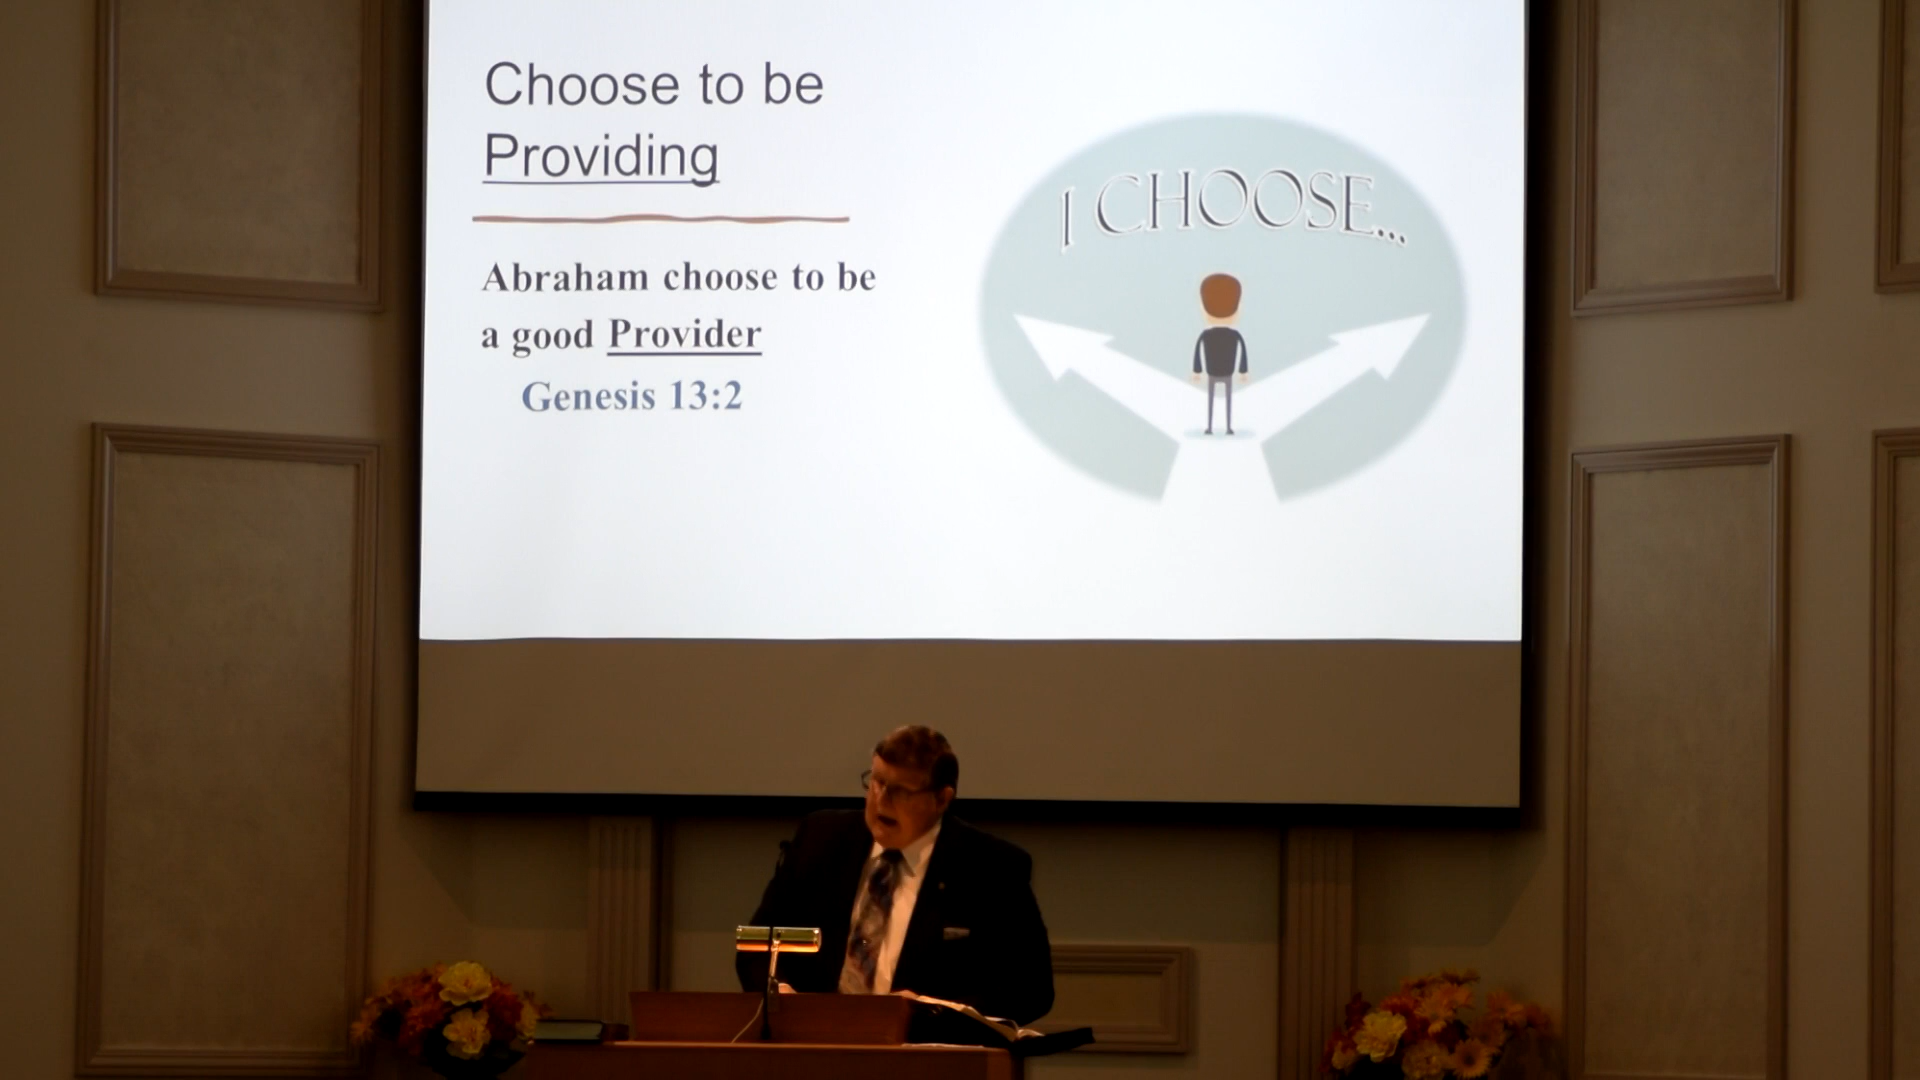 Choose to be
Providing
Abraham choose to be
a good Provider
Genesis 13:2
I CHOOSE...